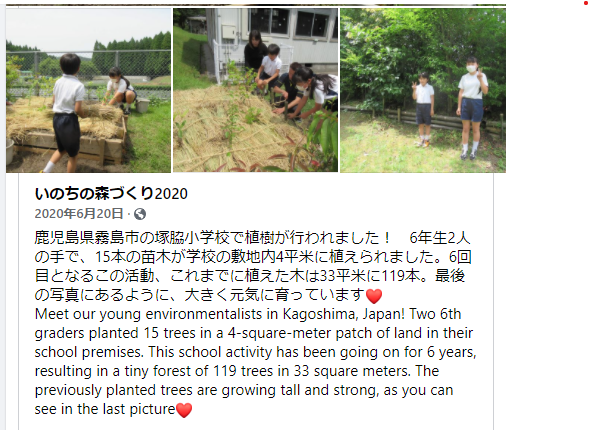 いのちの森づくり2020
2020年6月20日 ·
鹿児島県霧島市の塚脇小学校で植樹が行われました！　6年生2人
の手で、15本の苗木が学校の敷地内4平米に植えられました。6回
目となるこの活動、これまでに植えた木は33平米に119本。最後
の写真にあるように、大きく元気に育っています❤️
Meet our young environmentalists in Kagoshima, Japan! Two 6th
graders planted 15 trees in a 4-square-meter patch of land in their
school premises. This school activity has been going on for 6 years,
resulting in a tiny forest of 119 trees in 33 square meters. The
previously planted trees are growing tall and strong, as you can
see in the last picture❤️